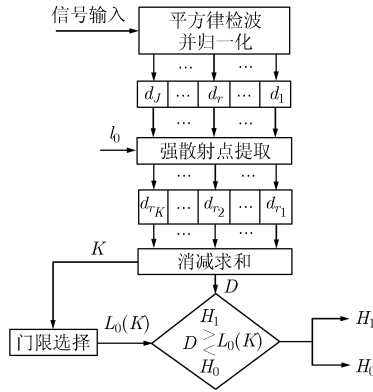 信号输入
平方律检波
并归一化
... ...
d_J ... d_r ... d_1
... ...
l_0
强散射点提取
... ...
d_{r_K} ... d_{r_2} ... d_{r_1}
... ...
K
消减求和
D
门限选择
L_0(K)
H_1
D ≷ L_0(K)
H_0
H_1
H_0